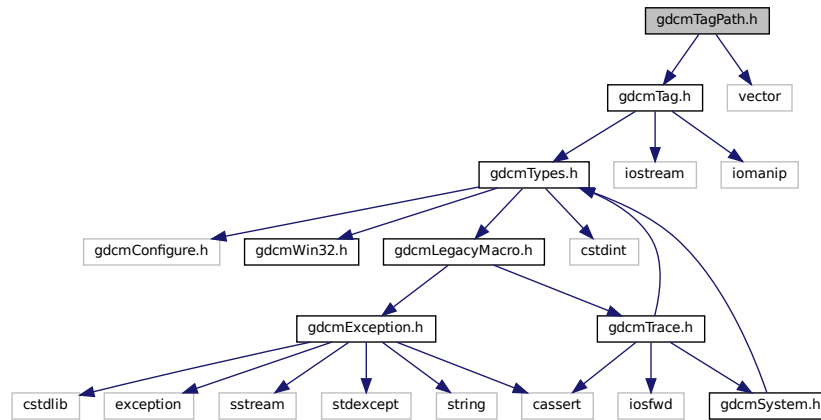 gdcmTagPath.h
gdcmTag.h
vector
gdcmTypes.h
iostream
iomanip
gdcmConfigure.h
gdcmWin32.h
gdcmLegacyMacro.h
cstdint
gdcmException.h
gdcmTrace.h
cstdlib
exception
sstream
stdexcept
string
cassert
iosfwd
gdcmSystem.h